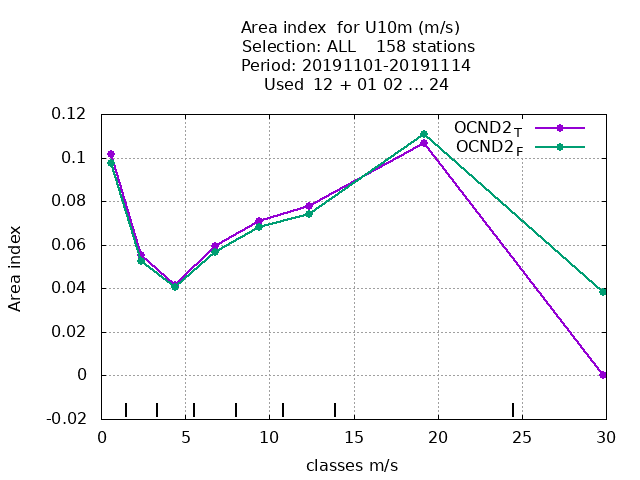 Area index  for U10m (m/s)
Selection: ALL    158 stations
Period: 20191101-20191114
Used  12 + 01 02 ... 24
OCND2T
OCND2F
0.12
0.1
0.08
0.06
0.04
0.02
0
-0.02
Area index
0 5 10 15 20 25 30
classes m/s